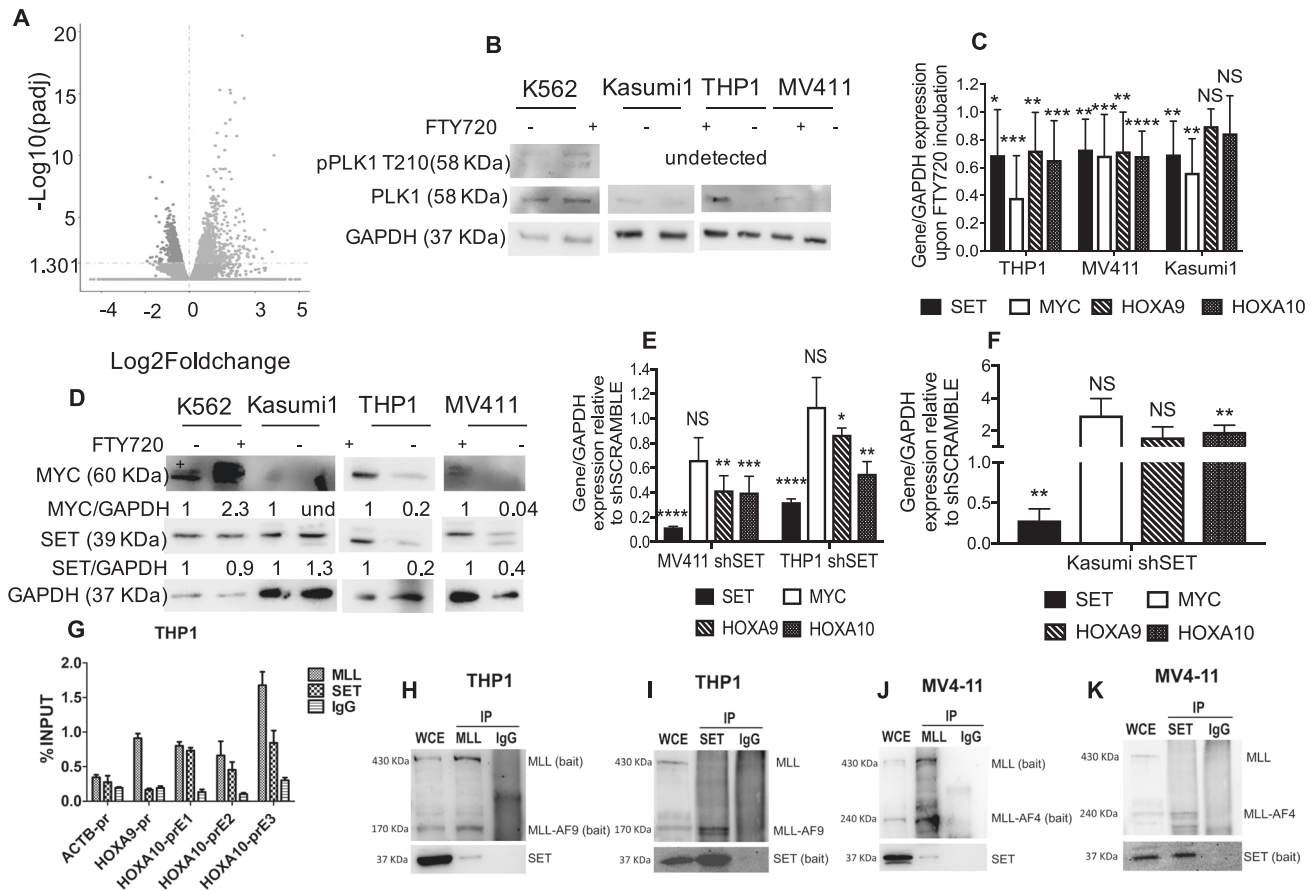 A
-Log10(padj)
20
15
10
5
1.301
-4 -2 0 2 5
Log2Foldchange
B
K562 Kasumi1 THP1 MV411
FTY720 - + - - + - + -
pPLK1 T210(58 KDa) undetected
PLK1 (58 KDa)
GAPDH (37 KDa)
C
Gene/GAPDH expression
upon FTY720 incubation
1.2
1.0
0.8
0.6
0.4
0.2
0.0
* *** ** *** ** *** ** **** ** ** NS NS
THP1 MV411 Kasumi1
SET MYC HOXA9 HOXA10
D
K562 Kasumi1 THP1 MV411
FTY720 - + - - + - + -
+
MYC (60 KDa)
MYC/GAPDH 1 2.3 1 und 1 0.2 1 0.04
SET (39 KDa)
SET/GAPDH 1 0.9 1 1.3 1 0.2 1 0.4
GAPDH (37 KDa)
E
Gene/GAPDH
expression relative
to shSCRAMBLE
1.4
1.2
1.0
0.8
0.6
0.4
0.2
0.0
**** NS ** *** **** NS * **
MV411 shSET THP1 shSET
SET MYC
HOXA9 HOXA10
F
Gene/GAPDH
expression relative
to shSCRAMBLE
6
4
2
1.0
0.5
0.0
** NS NS **
Kasumi shSET
SET MYC
HOXA9 HOXA10
G
THP1
%INPUT
2.0
1.5
1.0
0.5
0.0
ACTB-pr HOXA9-pr HOXA10-prE1 HOXA10-prE2 HOXA10-prE3
MLL
SET
IgG
H
THP1
IP
WCE MLL IgG
430 KDa MLL (bait)
170 KDa MLL-AF9 (bait)
37 KDa SET
I
THP1
IP
WCE SET IgG
430 KDa MLL
170 KDa MLL-AF9
37 KDa SET (bait)
J
MV4-11
IP
WCE MLL IgG
430 KDa MLL (bait)
240 KDa MLL-AF4 (bait)
37 KDa SET
K
MV4-11
IP
WCE SET IgG
430 KDa MLL
240 KDa MLL-AF4
37 KDa SET (bait)